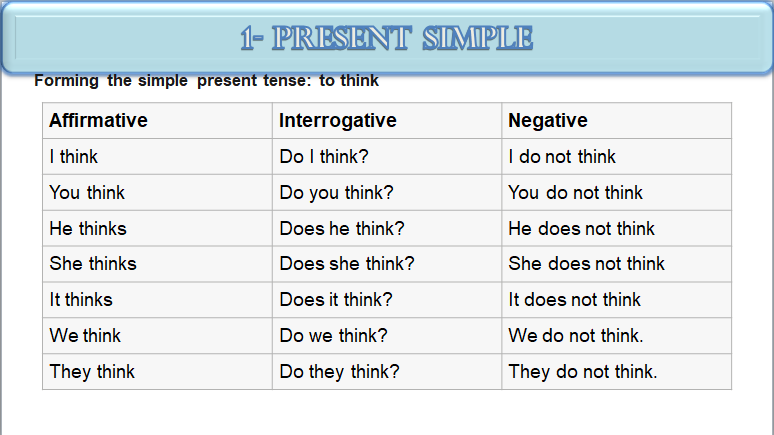 1- PRESENT SIMPLE
Forming the simple present tense: to think
Affirmative Interrogative Negative
I think Do I think? I do not think
You think Do you think? You do not think
He thinks Does he think? He does not think
She thinks Does she think? She does not think
It thinks Does it think? It does not think
We think Do we think? We do not think.
They think Do they think? They do not think.